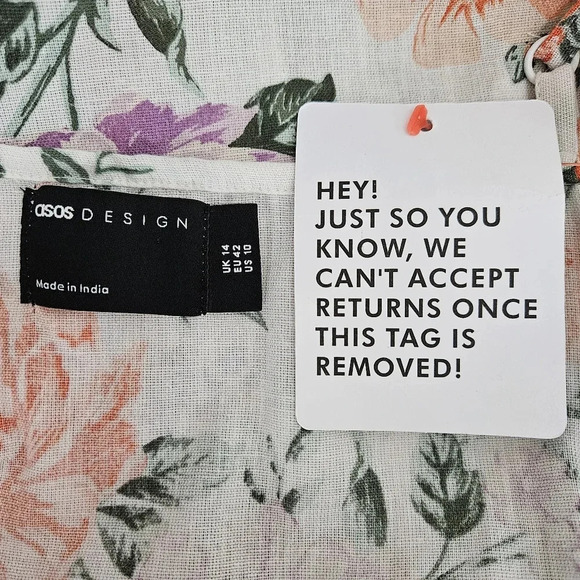 asos DESIGN
Made in India
UK 14
EU 42
US 10
HEY!
JUST SO YOU
KNOW, WE
CAN'T ACCEPT
RETURNS ONCE
THIS TAG IS
REMOVED!